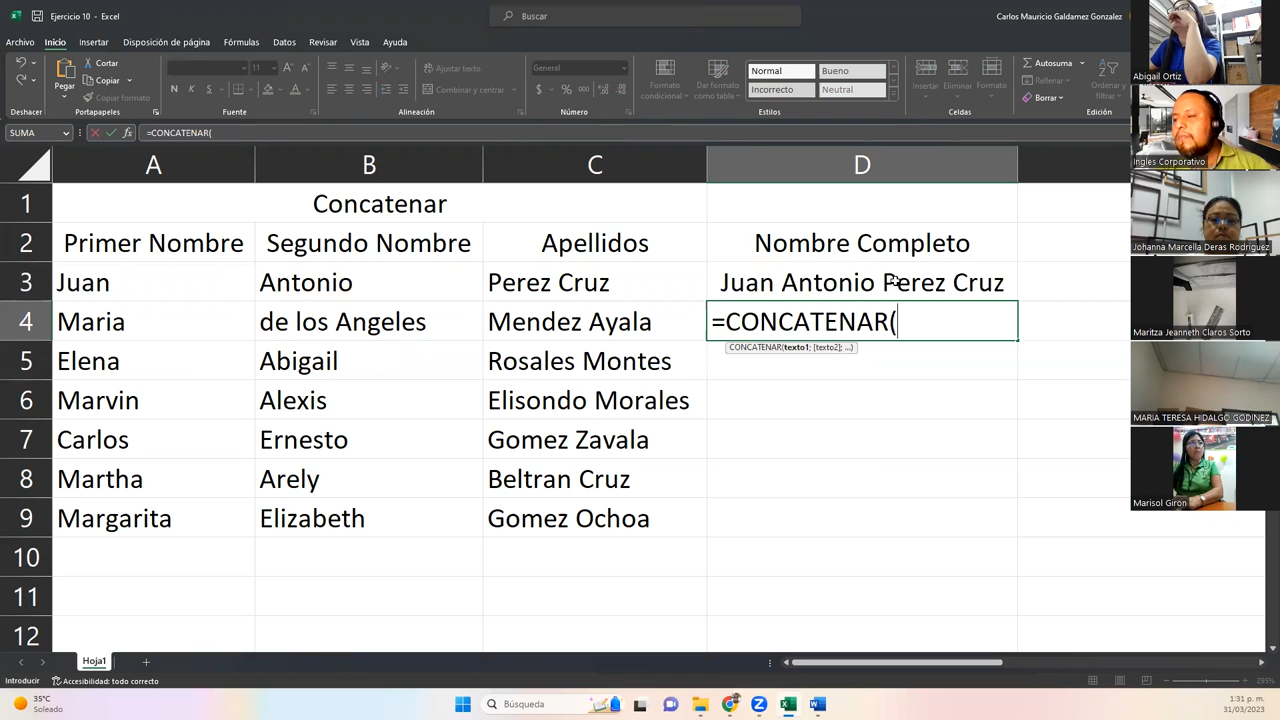 Ejercicio 10 - Excel
Buscar
Carlos Mauricio Galdamez Gonzalez
Archivo Inicio Insertar Disposición de página Fórmulas Datos Revisar Vista Ayuda
Pegar
Cortar
Copiar
Copiar formato
11
N
Ajustar texto
Combinar y centrar
General
Formato condicional
Dar formato como tabla
Normal Bueno
Incorrecto Neutral
Insertar Eliminar Formato
Autosuma
Rellenar
Borrar
Ordenar y filtrar
Deshacer Portapapeles Fuente Alineación Número Estilos Celdas Edición
SUMA fx =CONCATENAR(
A B C D
1 Concatenar
2 Primer Nombre Segundo Nombre Apellidos Nombre Completo
3 Juan Antonio Perez Cruz Juan Antonio Perez Cruz
4 Maria de los Angeles Mendez Ayala =CONCATENAR(
CONCATENAR(texto1; [texto2]; ...)
5 Elena Abigail Rosales Montes
6 Marvin Alexis Elisondo Morales
7 Carlos Ernesto Gomez Zavala
8 Martha Arely Beltran Cruz
9 Margarita Elizabeth Gomez Ochoa
10
11
12
Abigail Ortiz
Ingles Corporativo
Johanna Marcella Deras Rodriguez
Maritza Jeanneth Claros Sorto
MARIA TERESA HIDALGO GODINEZ
Marisol Giron
Hoja1
Introducir Accesibilidad: todo correcto
295%
35°C
Soleado
Búsqueda
1:31 p. m.
31/03/2023